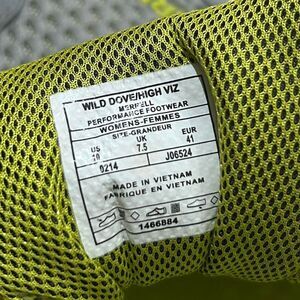 WILD DOVE/HIGH VIZ
MERRELL
PERFORMANCE FOOTWEAR
WOMENS-FEMMES
SIZE-GRANDEUR
US UK EUR
10 7.5 41
0214 J06524
MADE IN VIETNAM
FABRIQUE EN VIETNAM
1466884